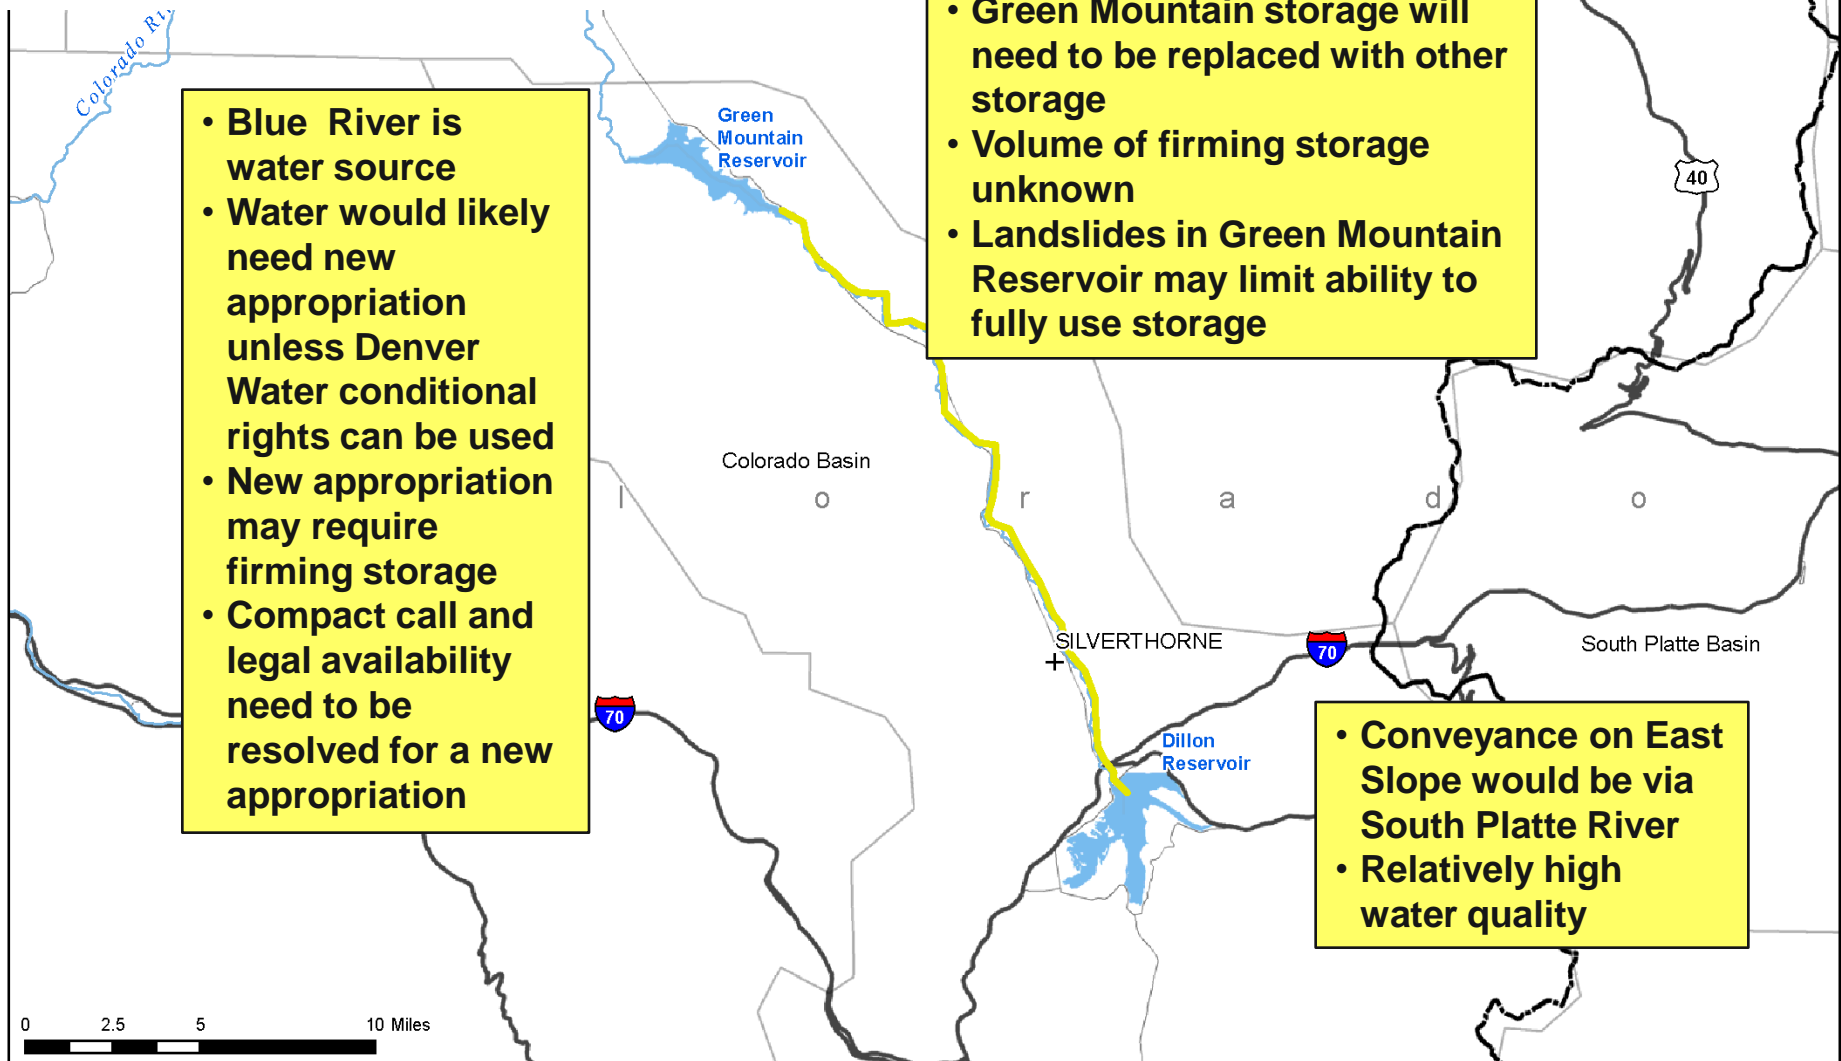 Colorado Ri
• Green Mountain storage will
need to be replaced with other
storage
• Volume of firming storage
unknown
• Landslides in Green Mountain
Reservoir may limit ability to
fully use storage
• Blue  River is
water source
• Water would likely
need new
appropriation
unless Denver
Water conditional
rights can be used
• New appropriation
may require
firming storage
• Compact call and
legal availability
need to be
resolved for a new
appropriation
Green
Mountain
Reservoir
40
Colorado Basin
l o r a d o
SILVERTHORNE
70
South Platte Basin
70
Dillon
Reservoir
• Conveyance on East
Slope would be via
South Platte River
• Relatively high
water quality
0 2.5 5 10 Miles